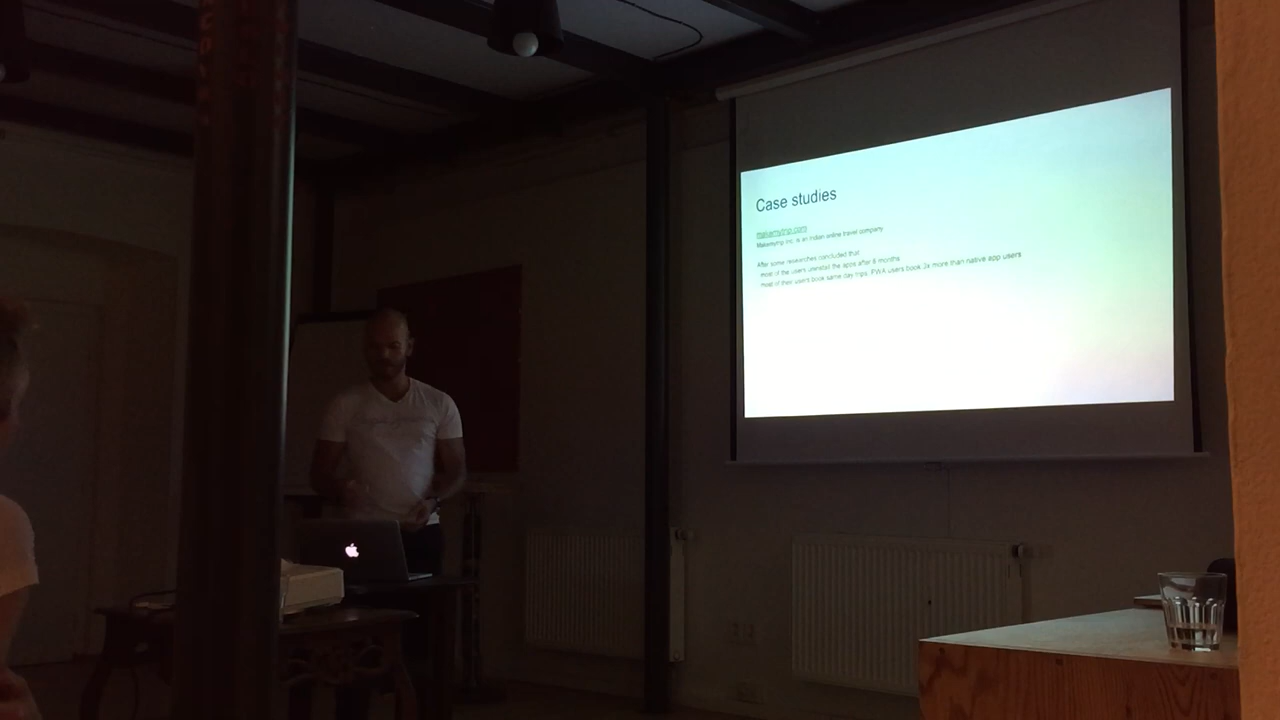 Case studies
makemytrip.com
Makemytrip Inc. is an Indian online travel company
After some researches concluded that
most of the users uninstall the apps after 6 months
most of their users book same day trips. PWA users book 3x more than native app users